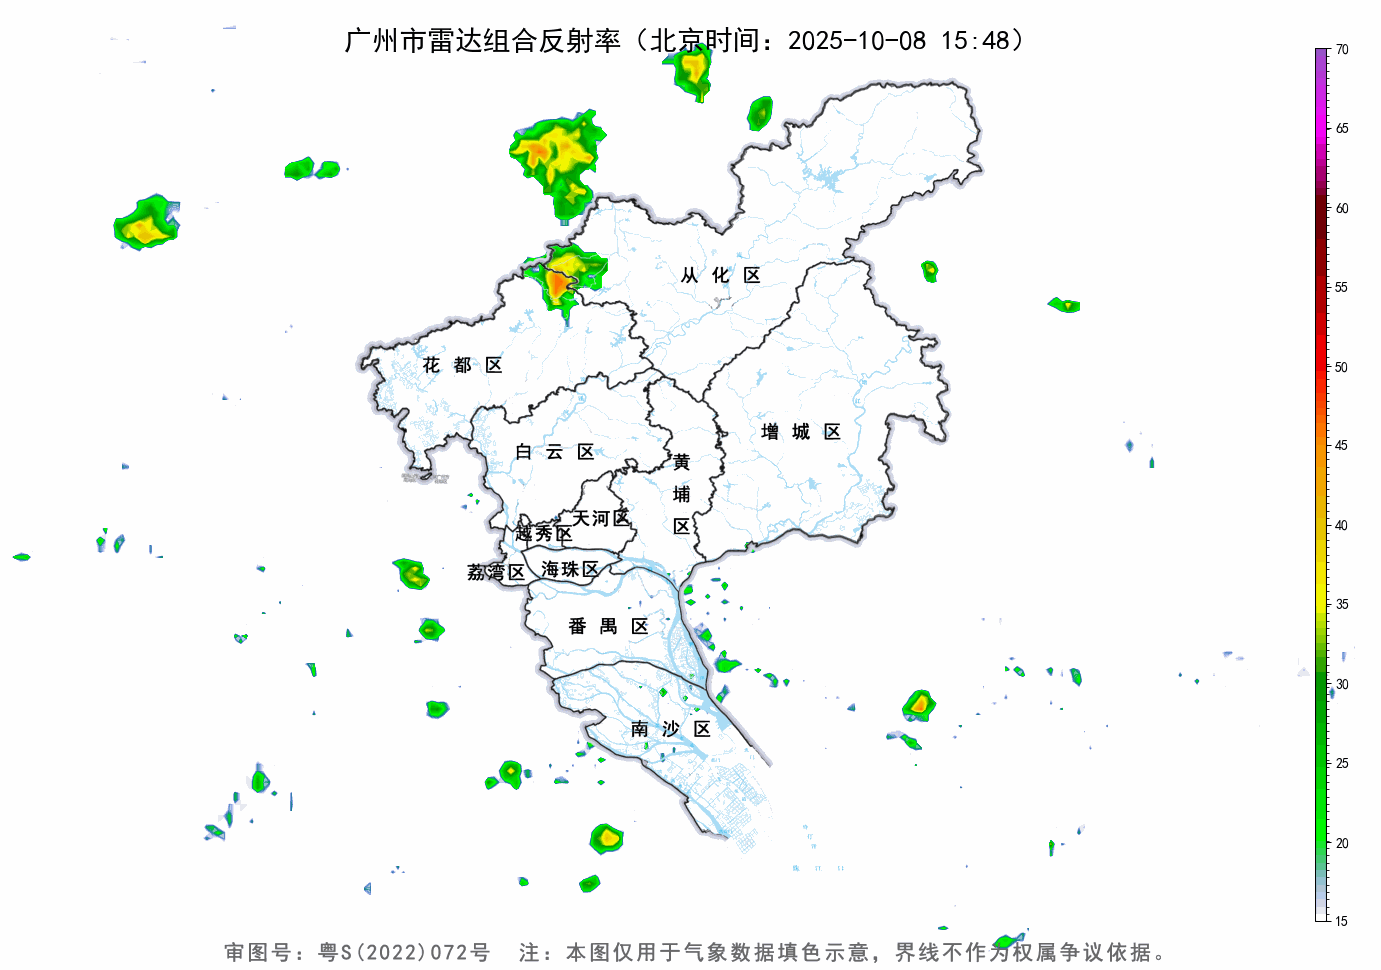 广州市雷达组合反射率（北京时间：2025-10-08 15:48）
70
65
60
55
50
45
40
35
30
25
20
15
从化区
花都区
增城区
白云区
黄埔区
天河区
越秀区
荔湾区
海珠区
番禺区
南沙区
审图号：粤S(2022)072号 注：本图仅用于气象数据填色示意，界线不作为权属争议依据。